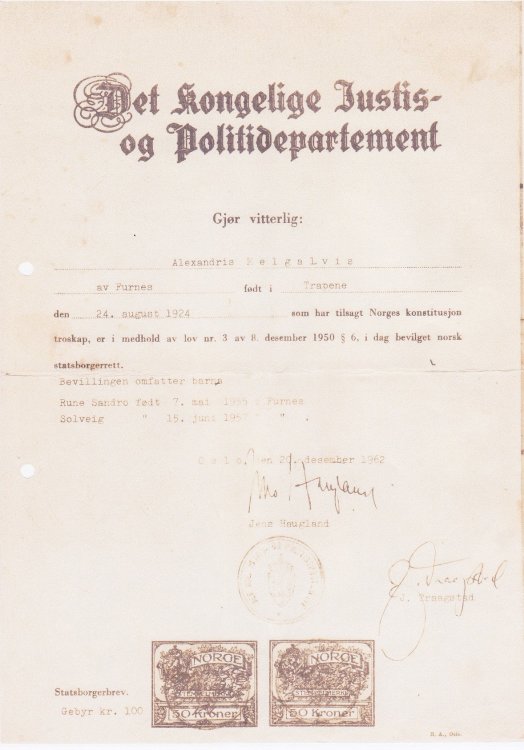 Det Kongelige Justis-
og Politidepartement
Gjør vitterlig:
Alexandris Melgalvis
av Furnes født i Trapene
den 24. august 1924 som har tilsagt Norges konstitusjon
troskap, er i medhold av lov nr. 3 av 8. desember 1950 § 6, i dag bevilget norsk
statsborgerrett.
Bevillingen omfatter barna
Rune Sandro født 7. mai 1955 i Furnes
Solveig " 15. juni 1957 " " .
Oslo, den 20. desember 1962
Jens Haugland
J. Traagstad
NORGE NORGE
50 Kroner 50 Kroner
Statsborgerbrev.
Gebyr kr. 100